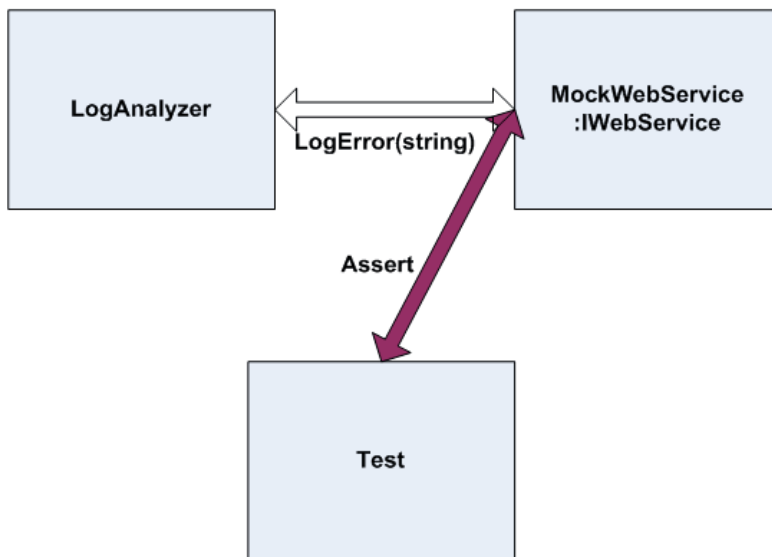 LogAnalyzer
MockWebService
:IWebService
LogError(string)
Assert
Test